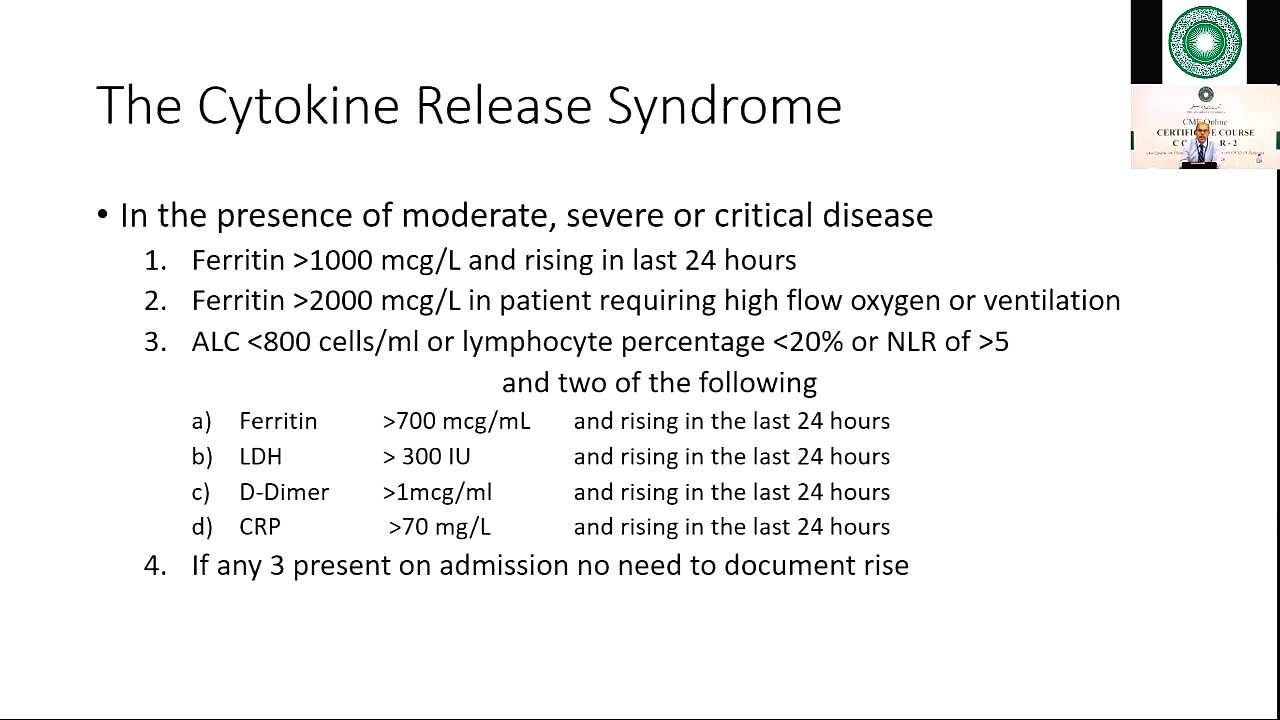 The Cytokine Release Syndrome
• In the presence of moderate, severe or critical disease
1. Ferritin >1000 mcg/L and rising in last 24 hours
2. Ferritin >2000 mcg/L in patient requiring high flow oxygen or ventilation
3. ALC <800 cells/ml or lymphocyte percentage <20% or NLR of >5
and two of the following
a) Ferritin >700 mcg/mL and rising in the last 24 hours
b) LDH > 300 IU and rising in the last 24 hours
c) D-Dimer >1mcg/ml and rising in the last 24 hours
d) CRP >70 mg/L and rising in the last 24 hours
4. If any 3 present on admission no need to document rise
Online
COURSE